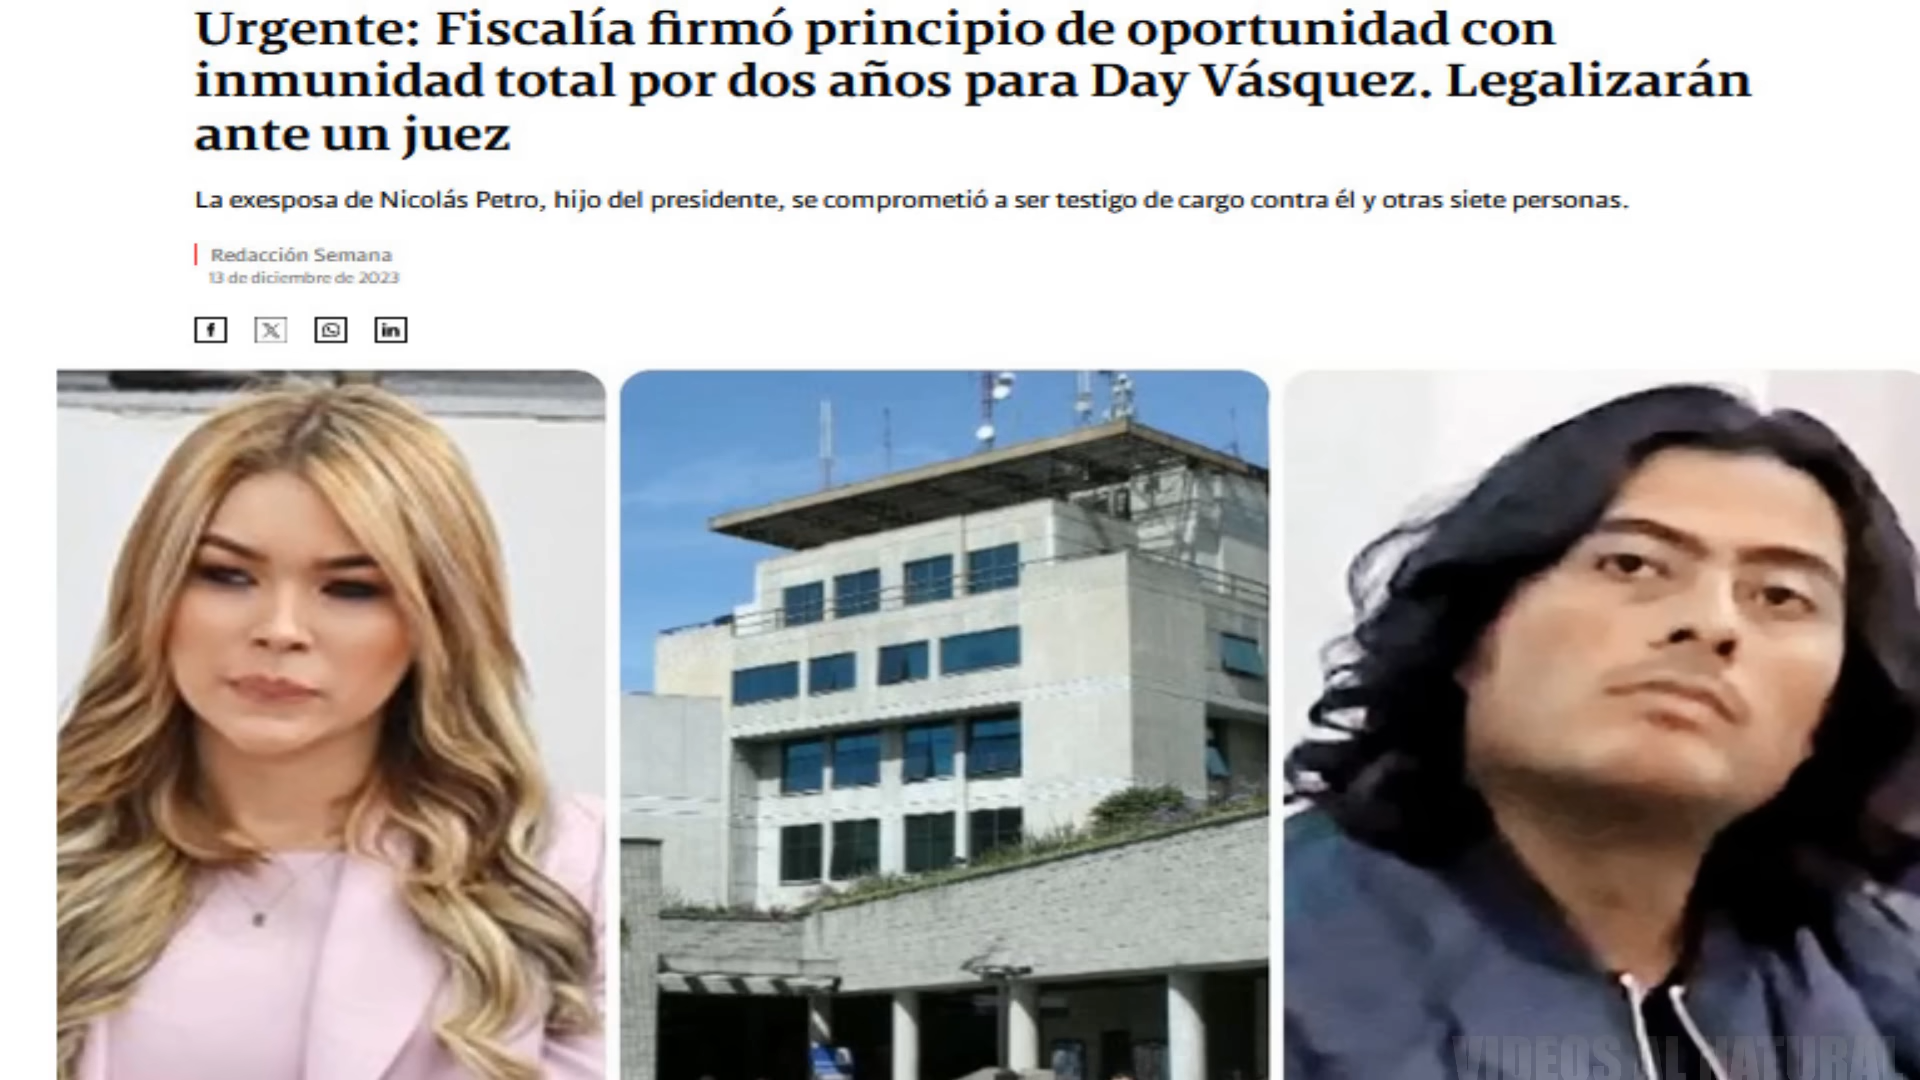 Urgente: Fiscalía firmó principio de oportunidad con
inmunidad total por dos años para Day Vásquez. Legalizarán
ante un juez
La exesposa de Nicolás Petro, hijo del presidente, se comprometió a ser testigo de cargo contra él y otras siete personas.
Redacción Semana
13 de diciembre de 2023
VIDEOS AL NATURAL